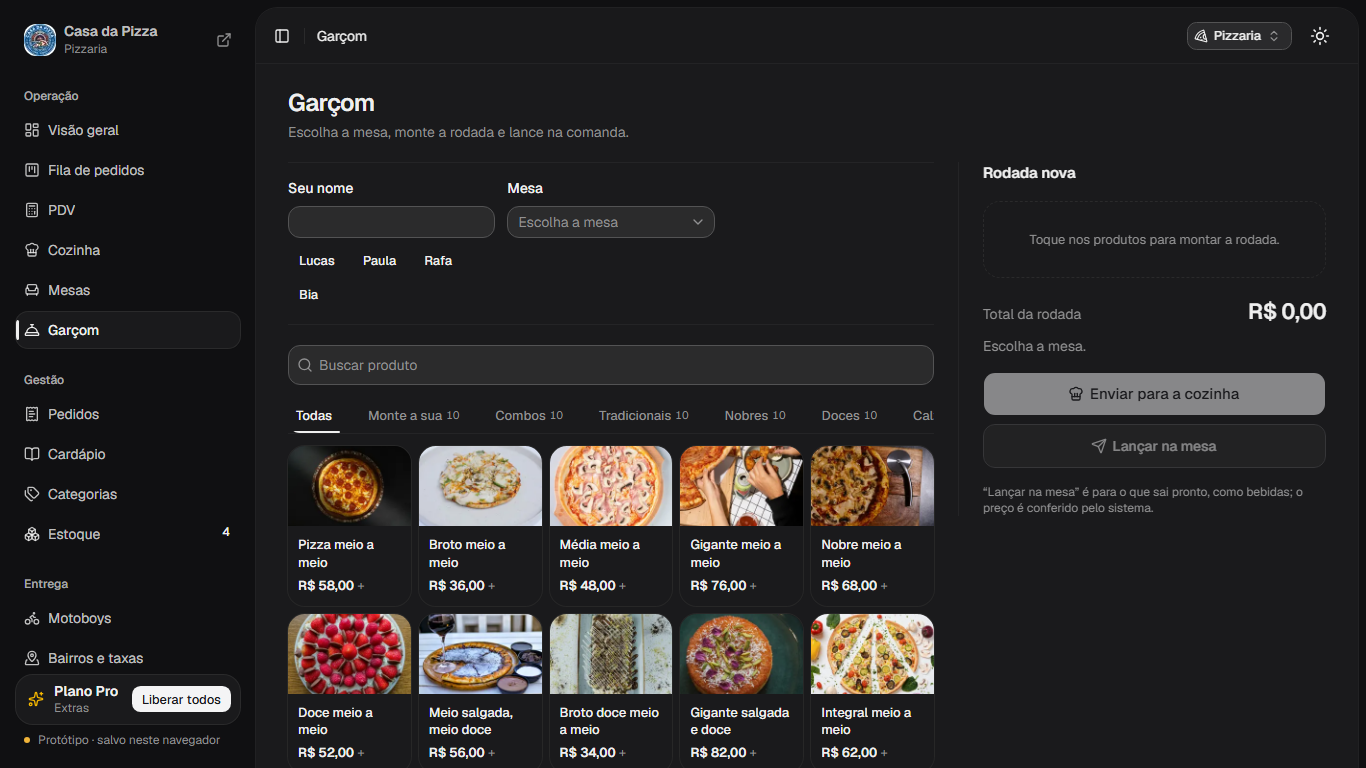 Casa da Pizza
Pizzaria
Operação
Visão geral
Fila de pedidos
PDV
Cozinha
Mesas
Garçom
Gestão
Pedidos
Cardápio
Categorias
Estoque
4
Entrega
Motoboys
Bairros e taxas
Plano Pro
Extras
Liberar todos
Protótipo · salvo neste navegador
Garçom
Pizzaria
Garçom
Escolha a mesa, monte a rodada e lance na comanda.
Seu nome
Mesa
Escolha a mesa
Lucas Paula Rafa
Bia
Buscar produto
Todas Monte a sua 10 Combos 10 Tradicionais 10 Nobres 10 Doces 10 Cal
Pizza meio a
meio
R$ 58,00 +
Broto meio a
meio
R$ 36,00 +
Média meio a
meio
R$ 48,00 +
Gigante meio a
meio
R$ 76,00 +
Nobre meio a
meio
R$ 68,00 +
Doce meio a
meio
R$ 52,00 +
Meio salgada,
meio doce
R$ 56,00 +
Broto doce meio
a meio
R$ 34,00 +
Gigante salgada
e doce
R$ 82,00 +
Integral meio a
meio
R$ 62,00 +
Rodada nova
Toque nos produtos para montar a rodada.
Total da rodada R$ 0,00
Escolha a mesa.
Enviar para a cozinha
Lançar na mesa
“Lançar na mesa” é para o que sai pronto, como bebidas; o
preço é conferido pelo sistema.